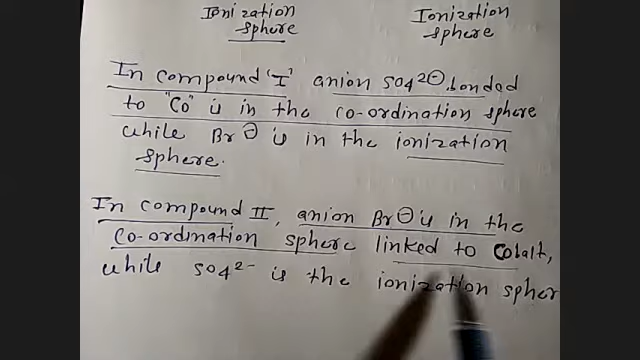 Ionization Ionization
Sphere Sphere
In compound 'I' anion SO4 2⊖ bonded
to "Co" is in the co-ordination sphere
while Br⊖ is in the ionization
sphere.
In compound II, anion Br⊖ is in the
co-ordination sphere linked to Cobalt,
while SO4 2- is the ionization spher